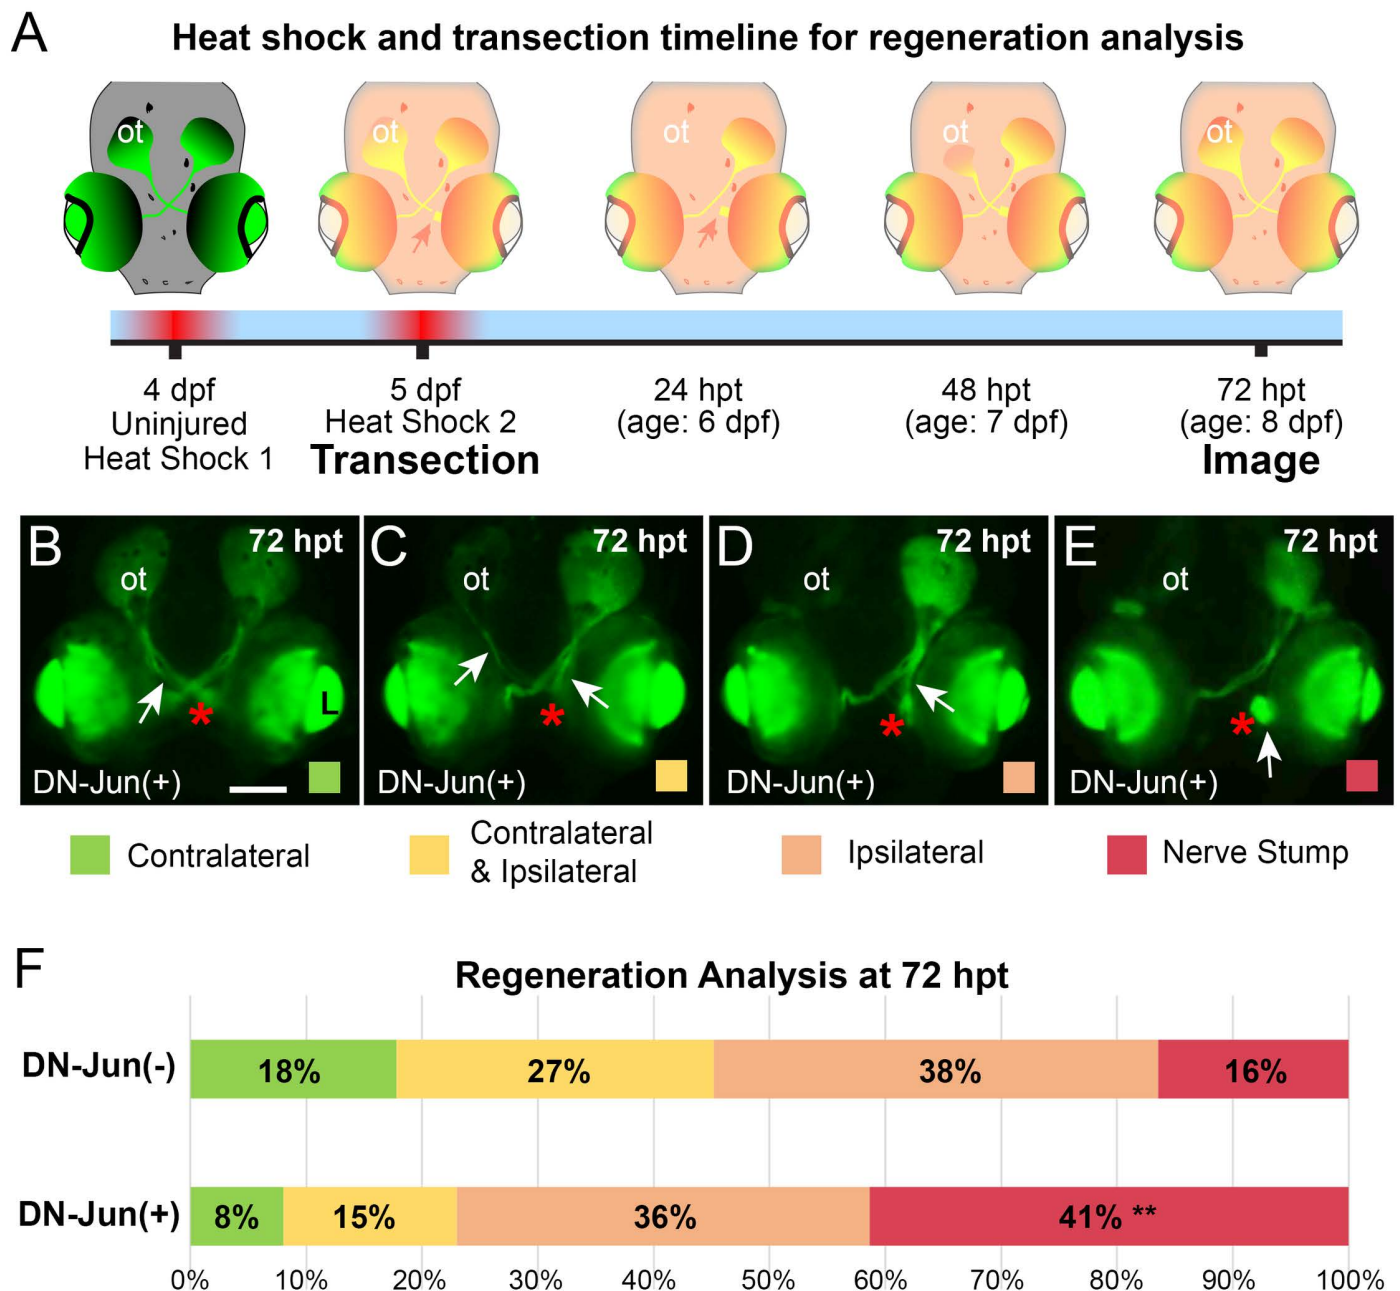 A
Heat shock and transection timeline for regeneration analysis
ot
ot
ot
ot
ot
4 dpf
Uninjured
Heat Shock 1
5 dpf
Heat Shock 2
Transection
24 hpt
(age: 6 dpf)
48 hpt
(age: 7 dpf)
72 hpt
(age: 8 dpf)
Image
B
72 hpt
ot
*
L
DN-Jun(+)
C
72 hpt
ot
*
DN-Jun(+)
D
72 hpt
ot
*
DN-Jun(+)
E
72 hpt
ot
*
DN-Jun(+)
Contralateral
Contralateral
& Ipsilateral
Ipsilateral
Nerve Stump
F
Regeneration Analysis at 72 hpt
DN-Jun(-)
18%
27%
38%
16%
DN-Jun(+)
8%
15%
36%
41% **
0%
10%
20%
30%
40%
50%
60%
70%
80%
90%
100%